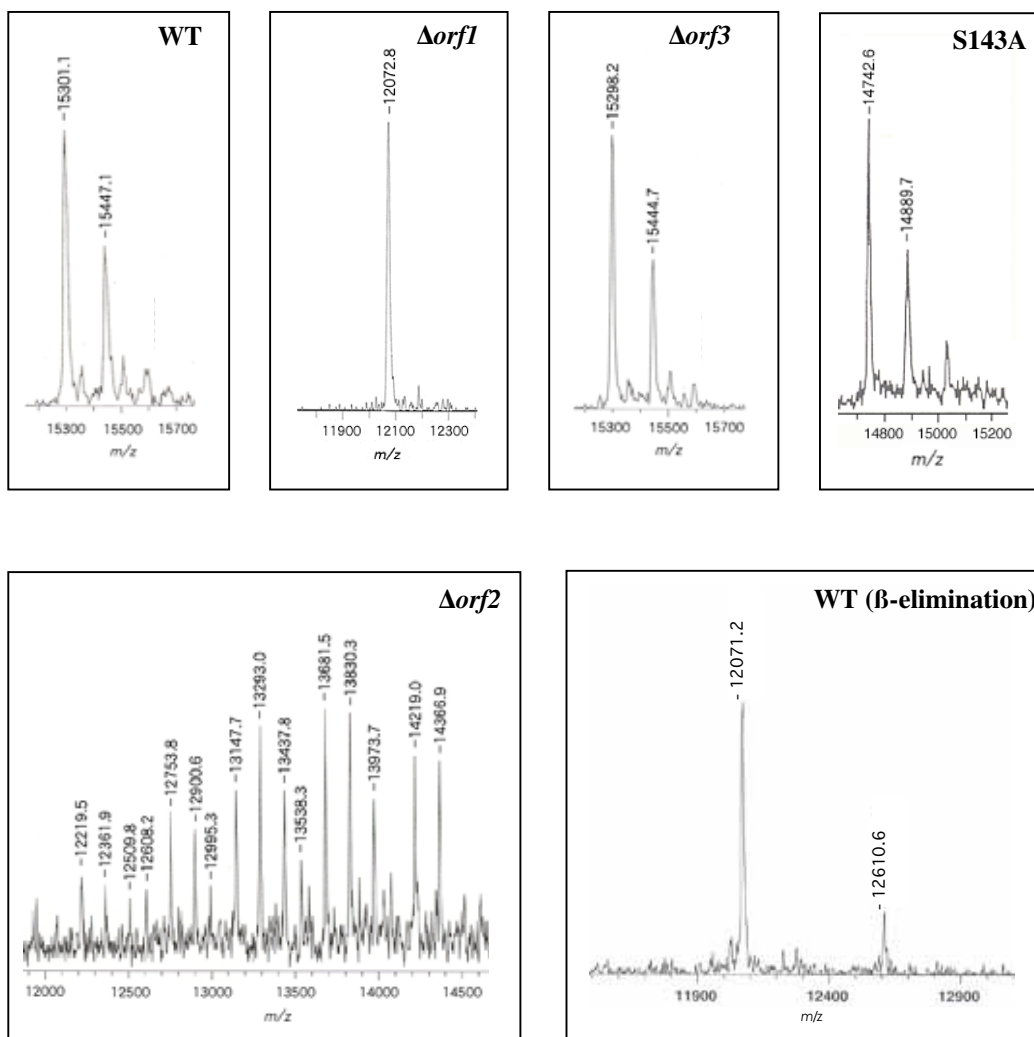 WT
-15301.1
-15447.1
15300 15500 15700
m/z
Δorf1
-12072.8
11900 12100 12300
m/z
Δorf3
-15298.2
-15444.7
15300 15500 15700
m/z
S143A
-14742.6
-14889.7
14800 15000 15200
m/z
Δorf2
-12219.5
-12361.9
-12509.8
-12608.2
-12753.8
-12900.6
-12995.3
-13147.7
-13293.0
-13437.8
-13538.3
-13681.5
-13830.3
-13973.7
-14219.0
-14366.9
12000 12500 13000 13500 14000 14500
m/z
WT (ß-elimination)
-12071.2
-12610.6
11900 12400 12900
m/z